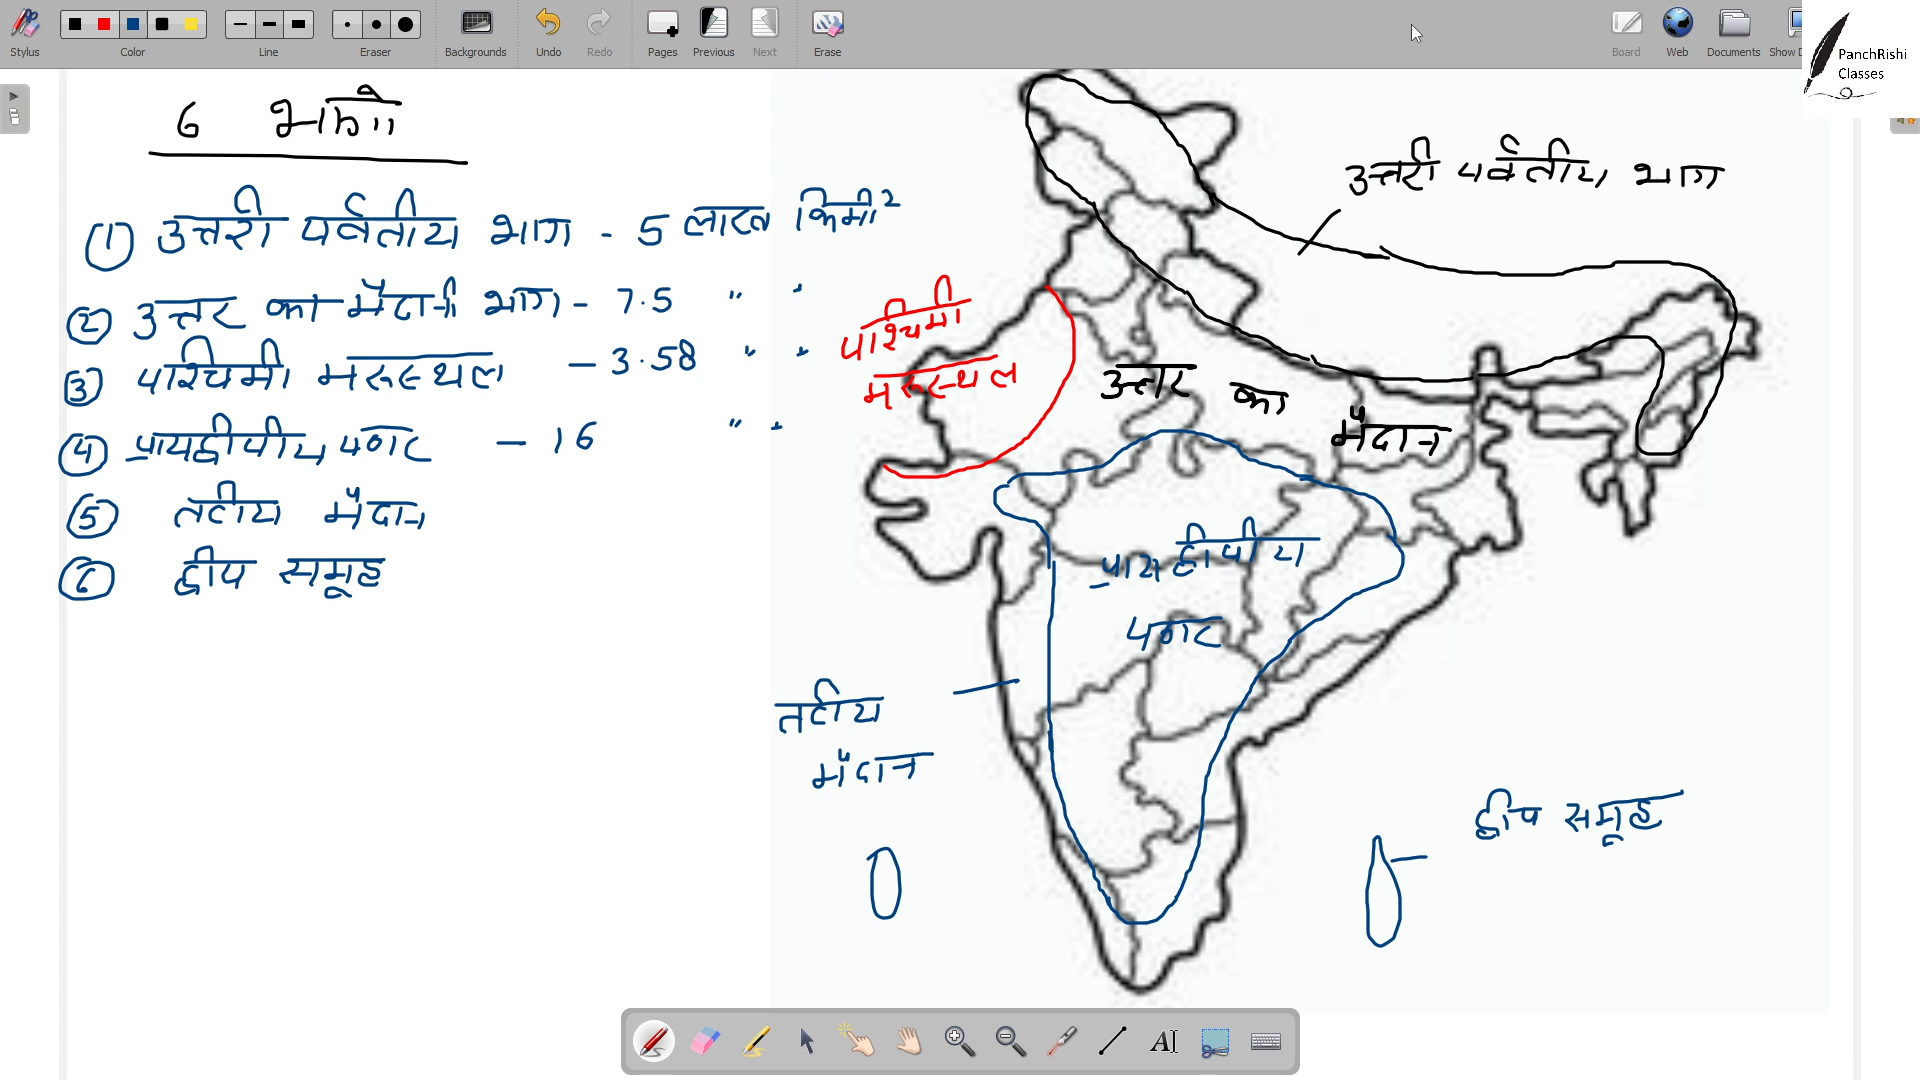 Stylus
Color
Line
Eraser
Backgrounds
Undo
Redo
Pages
Previous
Next
Erase
Board
Web
Documents
Show
PanchRishi
Classes
6 भागों
(1) उत्तरी पर्वतीय भाग - 5 लाख किमी²
(2) उत्तर का मैदानी भाग - 7.5 " "
(3) पश्चिमी मरूस्थल - 3.58 " "
(4) प्रायद्वीपीय पठार - 16 " "
(5) तटीय मैदान
(6) द्वीप समूह
उत्तरी पर्वतीय भाग
पश्चिमी
मरूस्थल
उत्तर का
मैदान
प्रायद्वीपीय
पठार
तटीय
मैदान
द्वीप समूह